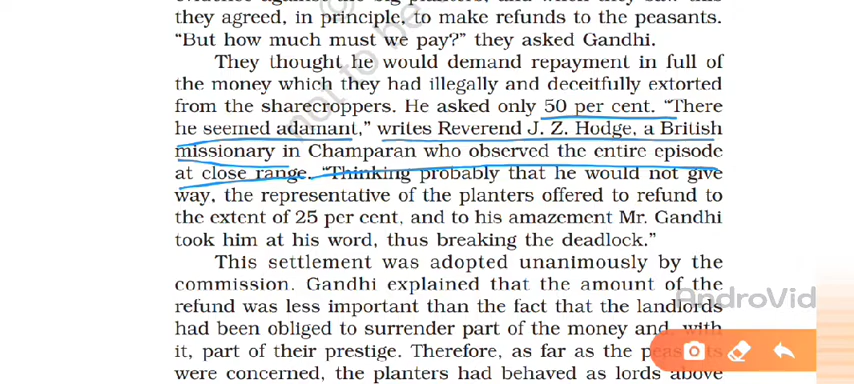 they agreed, in principle, to make refunds to the peasants.
“But how much must we pay?” they asked Gandhi.
They thought he would demand repayment in full of
the money which they had illegally and deceitfully extorted
from the sharecroppers. He asked only 50 per cent. “There
he seemed adamant,” writes Reverend J. Z. Hodge, a British
missionary in Champaran who observed the entire episode
at close range. “Thinking probably that he would not give
way, the representative of the planters offered to refund to
the extent of 25 per cent, and to his amazement Mr. Gandhi
took him at his word, thus breaking the deadlock.”
This settlement was adopted unanimously by the
commission. Gandhi explained that the amount of the
refund was less important than the fact that the landlords
had been obliged to surrender part of the money and, with
it, part of their prestige. Therefore, as far as the peasants
were concerned, the planters had behaved as lords above
not to be
AndroVid